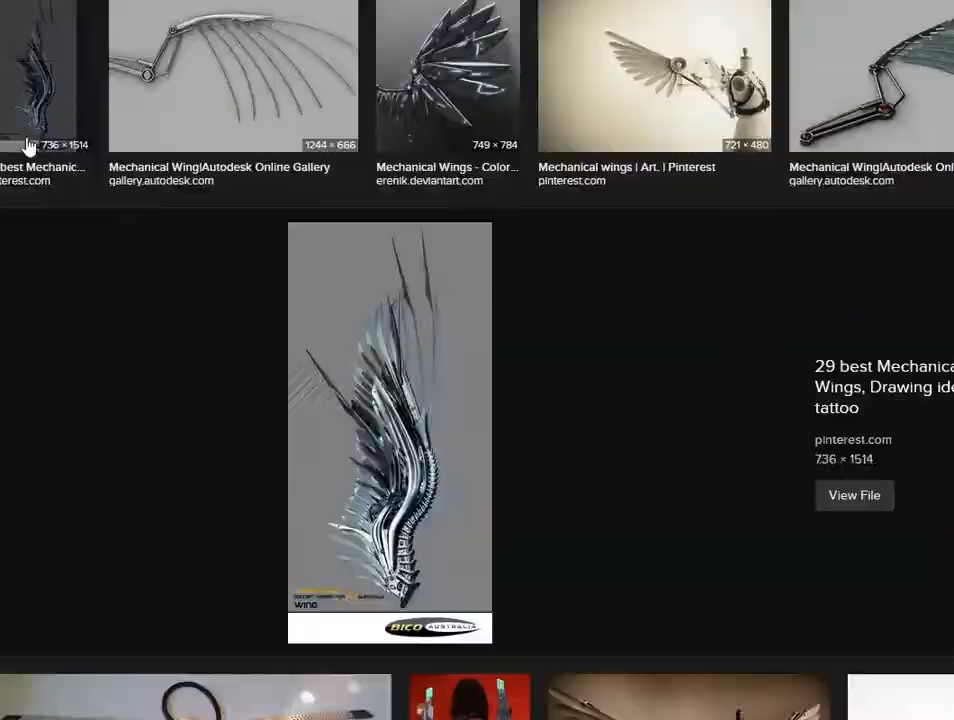 736 × 1514
1244 × 666
749 × 784
721 × 480
best Mechanic...
Mechanical Wing|Autodesk Online Gallery
Mechanical Wings - Color...
Mechanical wings | Art. | Pinterest
Mechanical Wing|Autodesk Onl
terest.com
gallery.autodesk.com
erenik.deviantart.com
pinterest.com
gallery.autodesk.com
29 best Mechanica
Wings, Drawing ide
tattoo
pinterest.com
736 × 1514
View File
WING
BICO AUSTRALIA